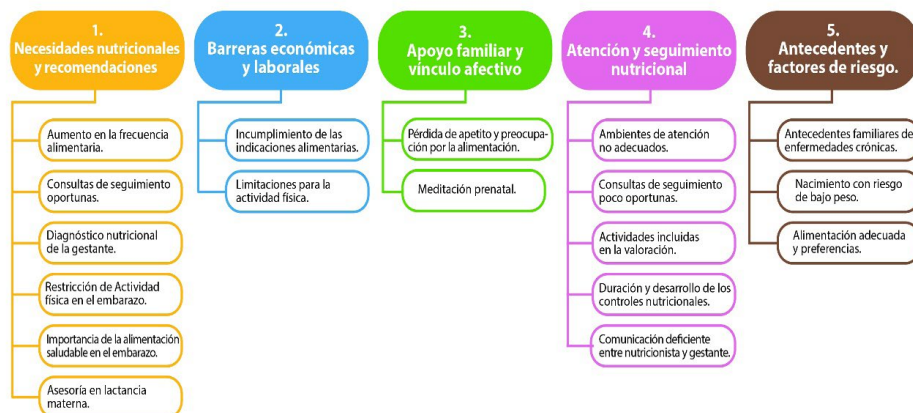 1.
Necesidades nutricionales
y recomendaciones
Aumento en la frecuencia
alimentaria.
Consultas de seguimiento
oportunas.
Diagnóstico nutricional
de la gestante.
Restricción de Actividad
física en el embarazo.
Importancia de la alimentación
saludable en el embarazo.
Asesoría en lactancia
materna.
2.
Barreras económicas
y laborales
Incumplimiento de las
indicaciones alimentarias.
Limitaciones para la
actividad física.
3.
Apoyo familiar y
vínculo afectivo
Pérdida de apetito y preocupa-
ción por la alimentación.
Meditación prenatal.
4.
Atención y seguimiento
nutricional
Ambientes de atención
no adecuados.
Consultas de seguimiento
poco oportunas.
Actividades incluidas
en la valoración.
Duración y desarrollo de los
controles nutricionales.
Comunicación deficiente
entre nutricionista y gestante.
5.
Antecedentes y
factores de riesgo.
Antecedentes familiares de
enfermedades crónicas.
Nacimiento con riesgo
de bajo peso.
Alimentación adecuada
y preferencias.